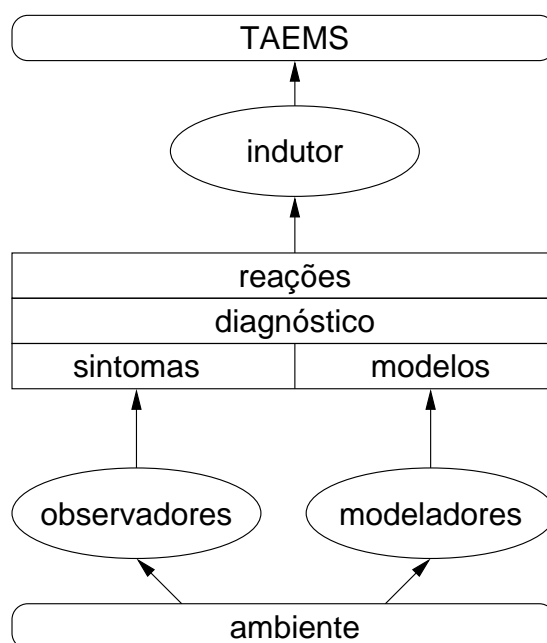 TAEMS
indutor
reações
diagnóstico
sintomas modelos
observadores modeladores
ambiente